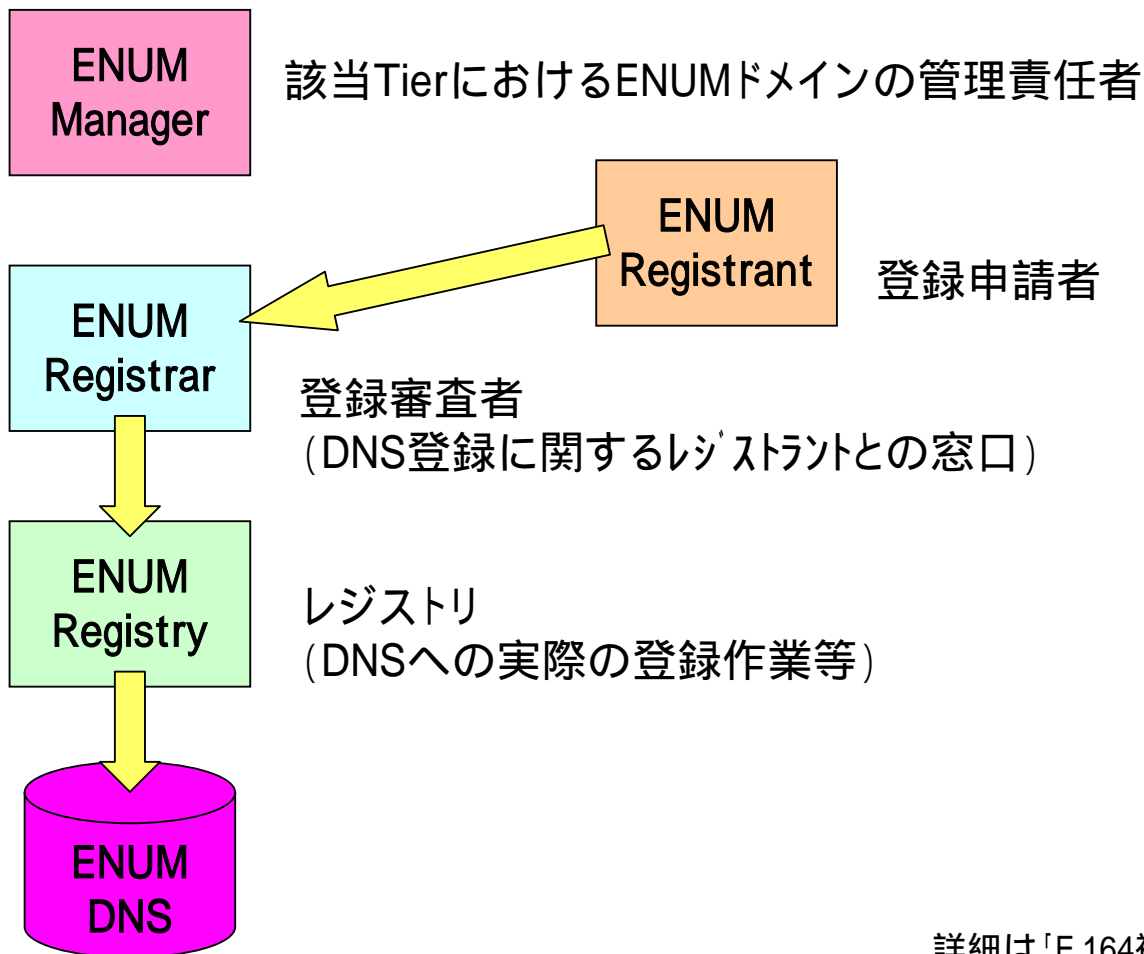 ENUM
Manager
該当TierにおけるENUMドメインの管理責任者
ENUM
Registrant
登録申請者
ENUM
Registrar
登録審査者
(DNS登録に関するﾚｼﾞｽﾄﾗﾝﾄとの窓口)
ENUM
Registry
レジストリ
(DNSへの実際の登録作業等)
ENUM
DNS
詳細は「E.164